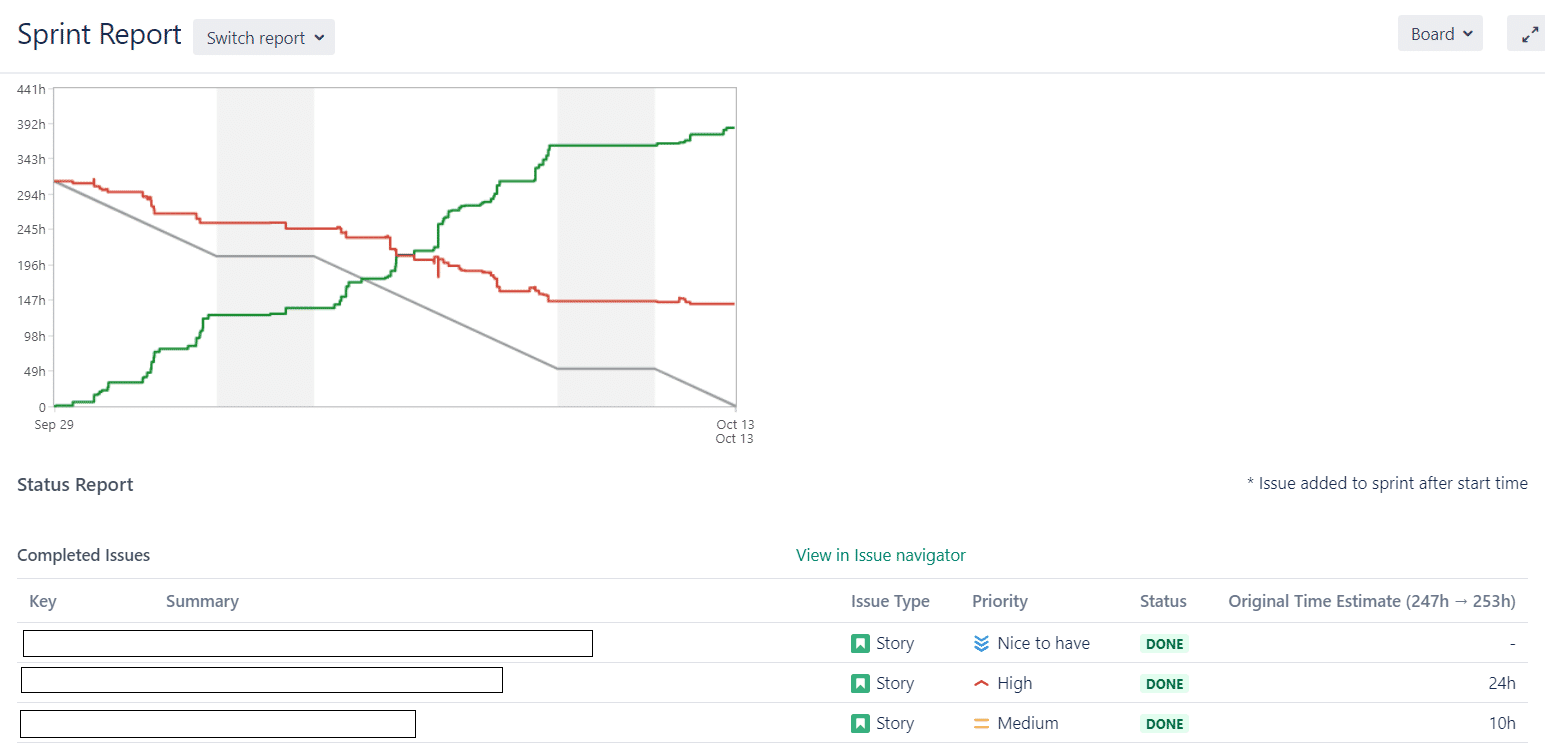 Sprint Report Switch report Board
441h
392h
343h
294h
245h
196h
147h
98h
49h
0
Sep 29 Oct 13
Oct 13
Status Report * Issue added to sprint after start time
Completed Issues View in Issue navigator
Key Summary Issue Type Priority Status Original Time Estimate (247h → 253h)
Story Nice to have DONE -
Story High DONE 24h
Story Medium DONE 10h